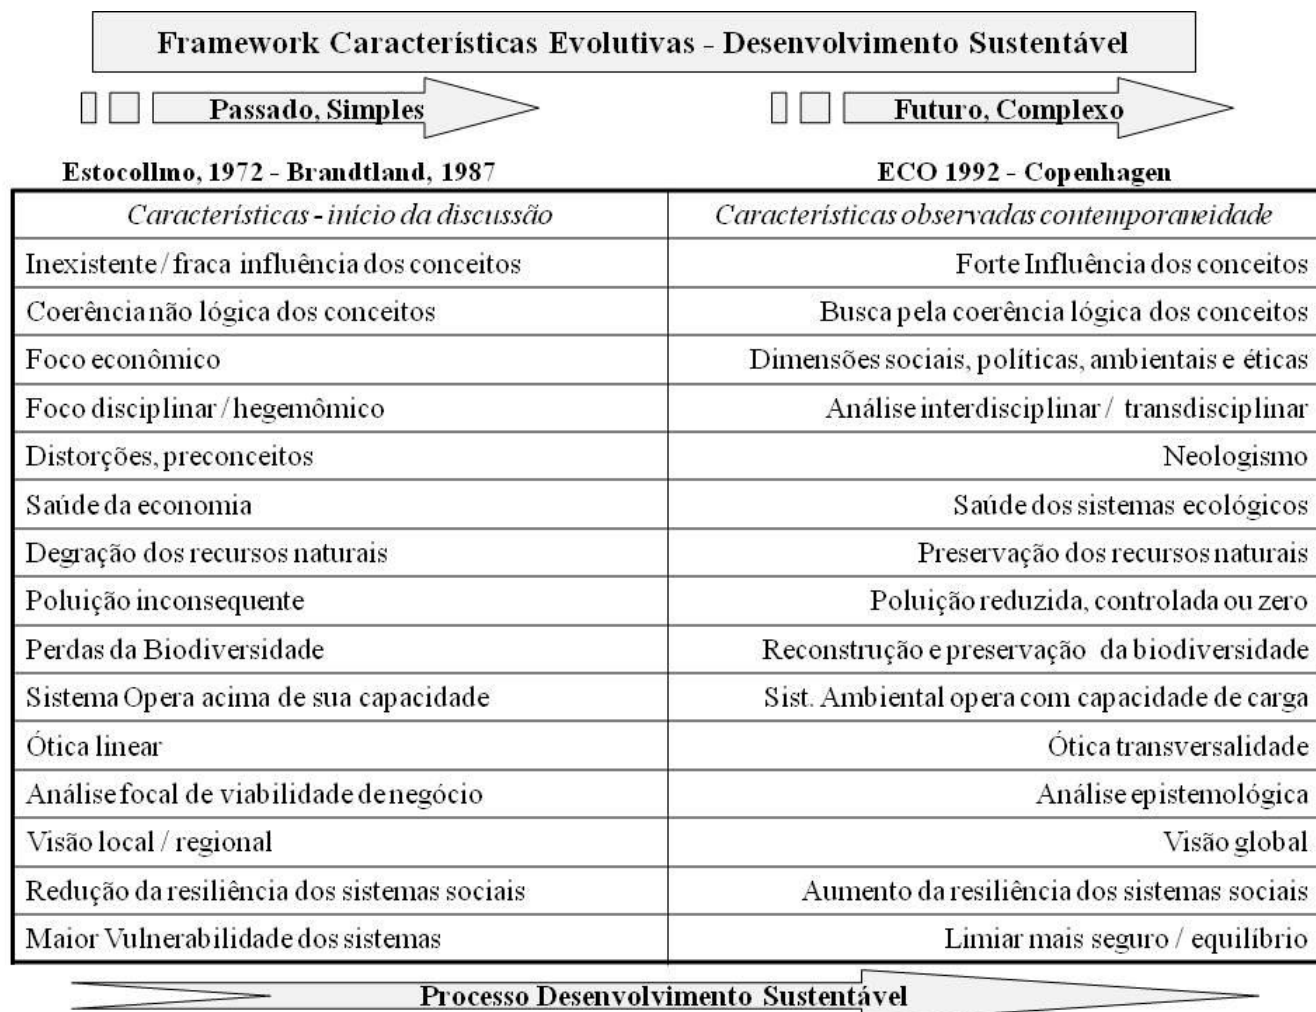 Framework Características Evolutivas - Desenvolvimento Sustentável
Passado, Simples
Futuro, Complexo
Estocollmo, 1972 - Brandtland, 1987
ECO 1992 - Copenhagen
Características - início da discussão
Características observadas contemporaneidade
Inexistente / fraca influência dos conceitos
Forte Influência dos conceitos
Coerência não lógica dos conceitos
Busca pela coerência lógica dos conceitos
Foco econômico
Dimensões sociais, políticas, ambientais e éticas
Foco disciplinar / hegemômico
Análise interdisciplinar / transdisciplinar
Distorções, preconceitos
Neologismo
Saúde da economia
Saúde dos sistemas ecológicos
Degração dos recursos naturais
Preservação dos recursos naturais
Poluição inconsequente
Poluição reduzida, controlada ou zero
Perdas da Biodiversidade
Reconstrução e preservação da biodiversidade
Sistema Opera acima de sua capacidade
Sist. Ambiental opera com capacidade de carga
Ótica linear
Ótica transversalidade
Análise focal de viabilidade de negócio
Análise epistemológica
Visão local / regional
Visão global
Redução da resiliência dos sistemas sociais
Aumento da resiliência dos sistemas sociais
Maior Vulnerabilidade dos sistemas
Limiar mais seguro / equilíbrio
Processo Desenvolvimento Sustentável